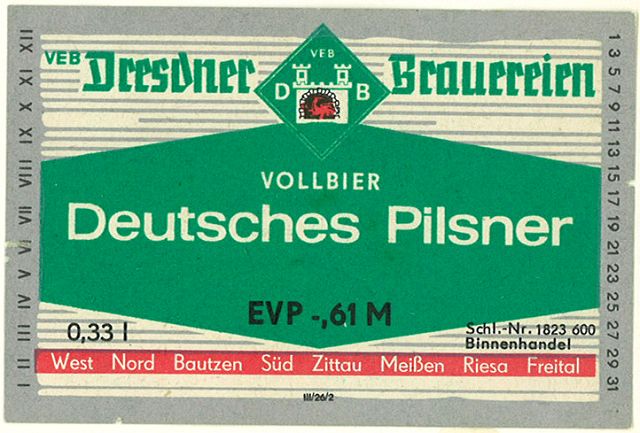 VEB Dresdner Brauereien
VEB
D B
VOLLBIER
Deutsches Pilsner
EVP -,61 M
0,33 l
Schl.-Nr. 1823 600
Binnenhandel
West Nord Bautzen Süd Zittau Meißen Riesa Freital
III/26/2
I II III IV V VI VII VIII IX X XI XII
1 3 5 7 9 11 13 15 17 19 21 23 25 27 29 31